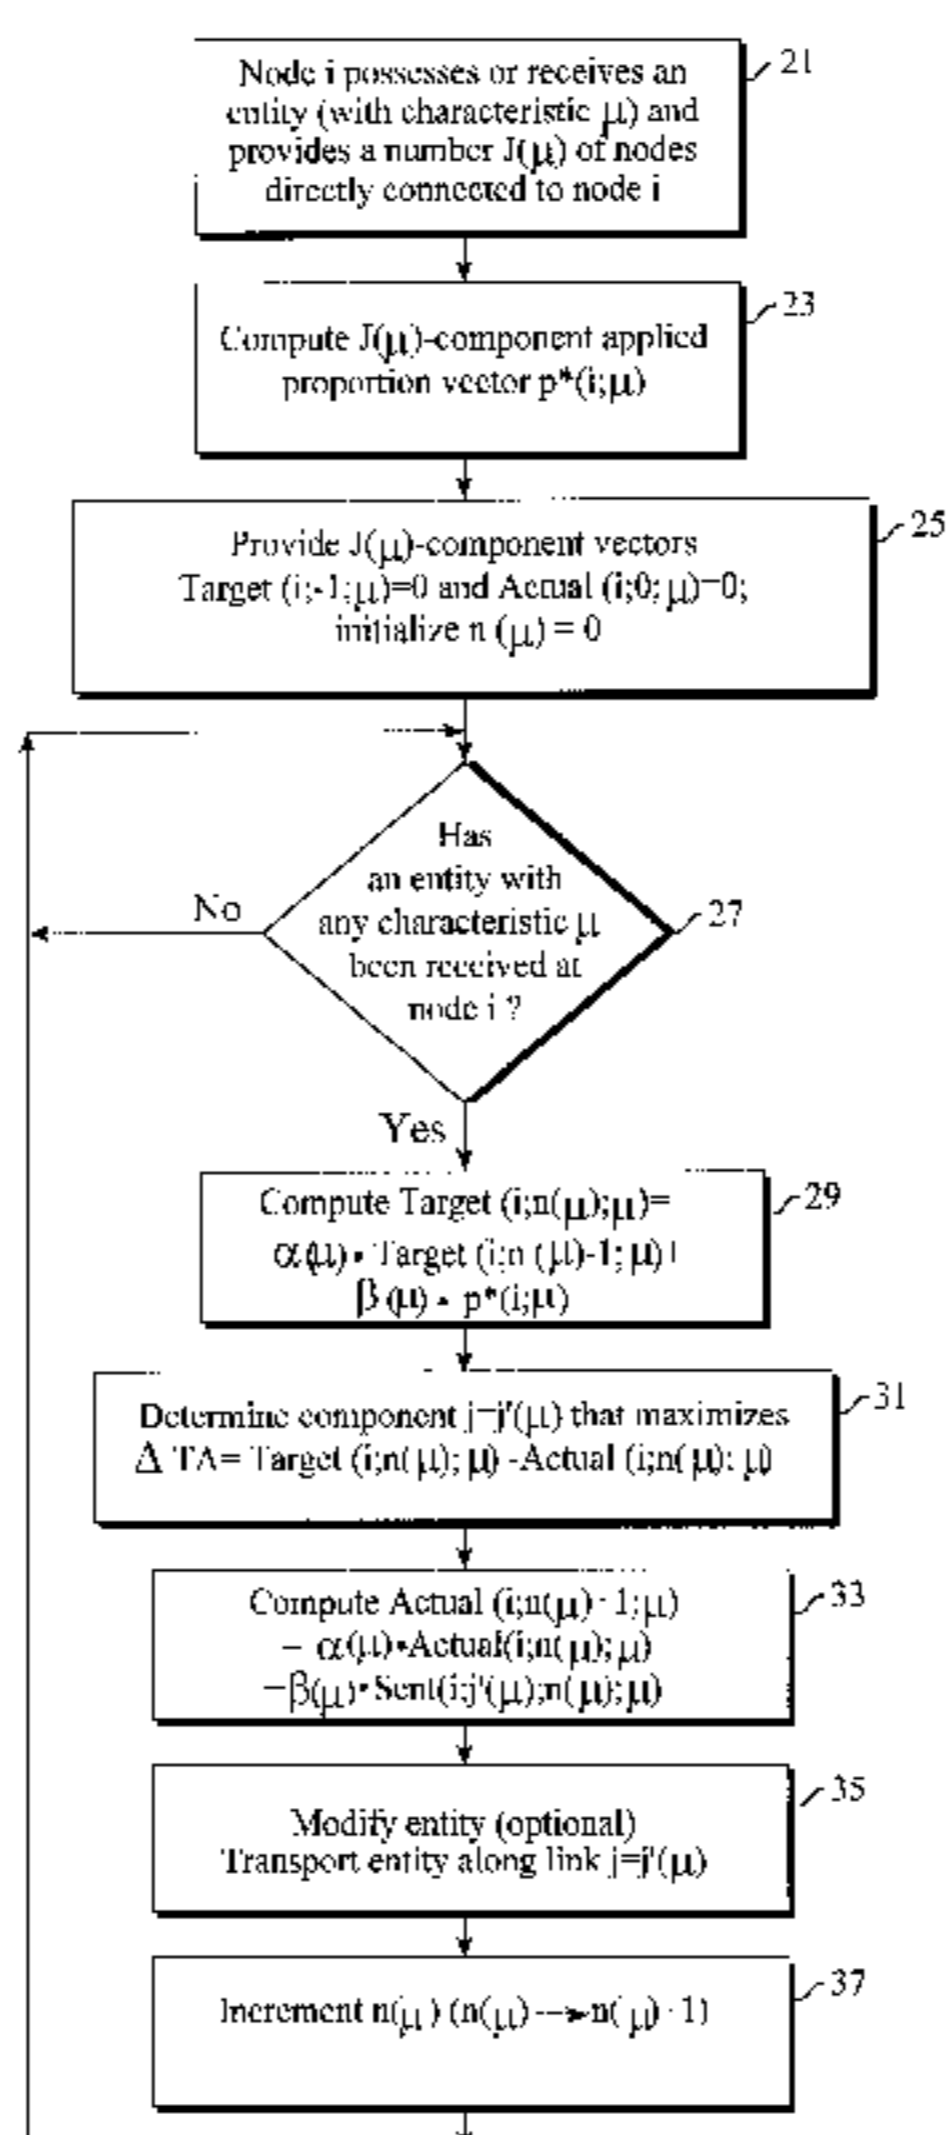 Node i possesses or receives an
entity (with characteristic μ) and
provides a number J(μ) of nodes
directly connected to node i
21
Compute J(μ)-component applied
proportion vector p*(i;μ)
23
Provide J(μ)-component vectors
Target (i;-1;μ)=0 and Actual (i;0;μ)=0;
initialize n (μ) = 0
25
Has
an entity with
any characteristic μ
been received at
node i ?
27
No
Yes
Compute Target (i;n(μ);μ)=
α(μ)• Target (i;n (μ)-1; μ)+
β (μ) • p*(i;μ)
29
Determine component j=j'(μ) that maximizes
Δ TA= Target (i;n(μ); μ) -Actual (i;n(μ); μ)
31
Compute Actual (i;n(μ) 1;μ)
= α(μ)•Actual(i;n(μ); μ)
β(μ)• Sent(i;j'(μ);n(μ); μ)
33
Modify entity (optional)
Transport entity along link j=j'(μ)
35
Increment n(μ) (n(μ) --→ n(μ) 1)
37